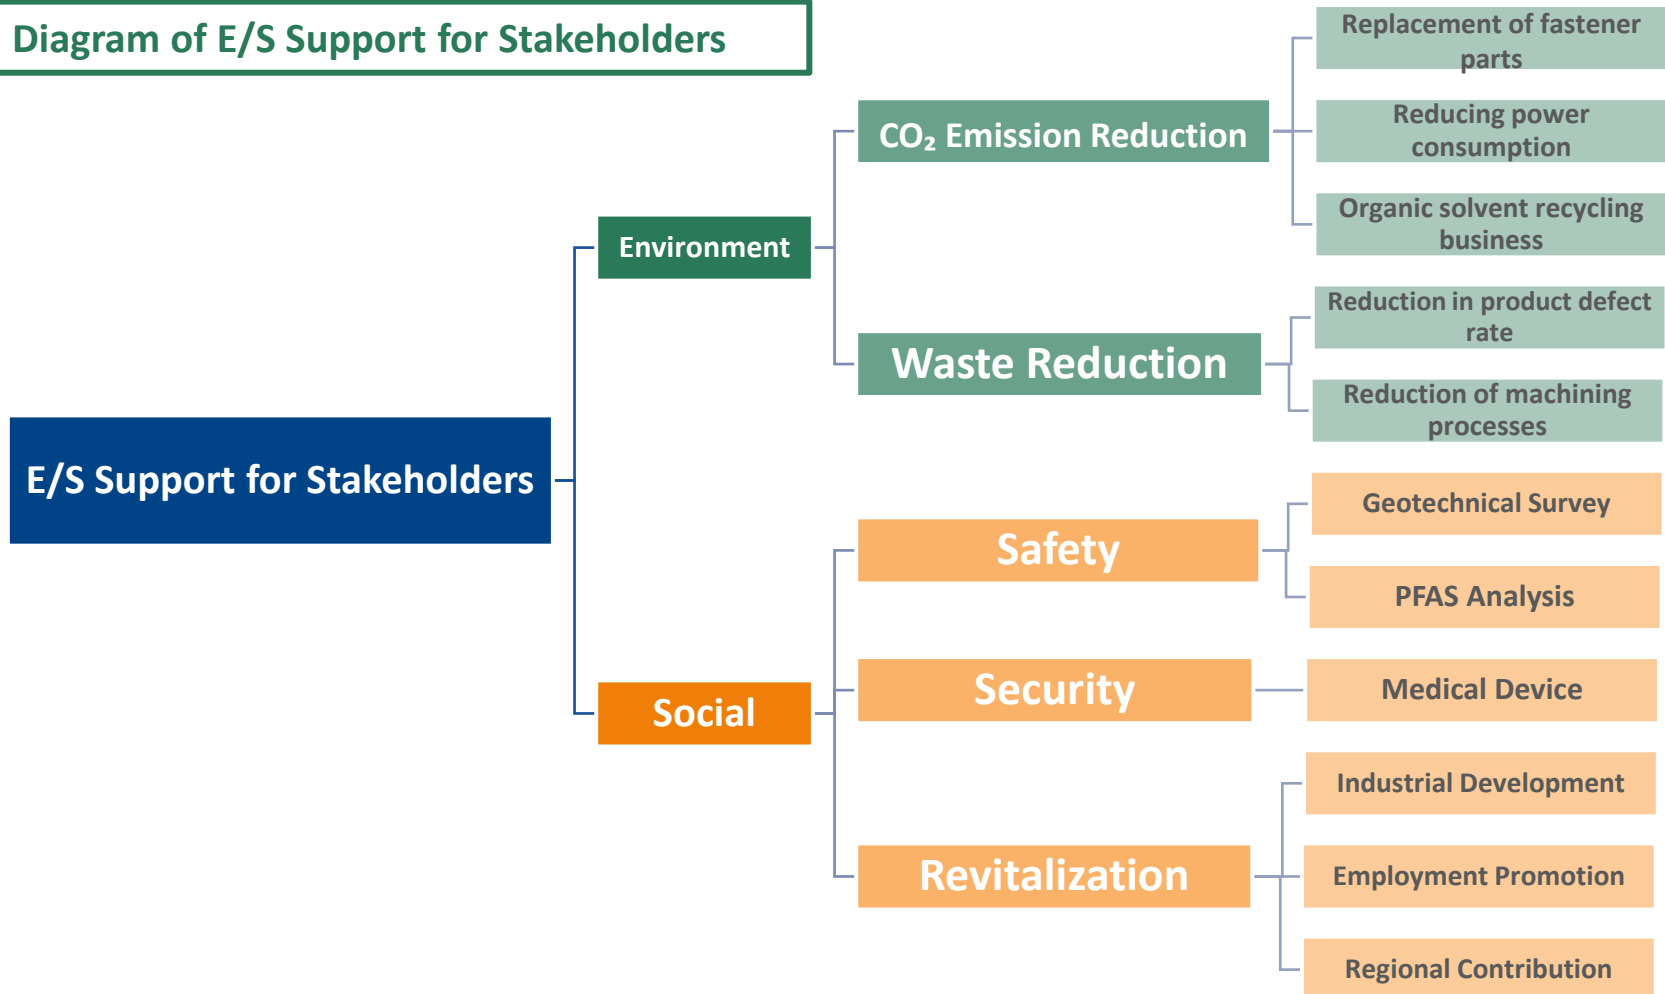 Diagram of E/S Support for Stakeholders
E/S Support for Stakeholders
Environment
CO₂ Emission Reduction
Replacement of fastener
parts
Reducing power
consumption
Organic solvent recycling
business
Waste Reduction
Reduction in product defect
rate
Reduction of machining
processes
Social
Safety
Geotechnical Survey
PFAS Analysis
Security
Medical Device
Revitalization
Industrial Development
Employment Promotion
Regional Contribution